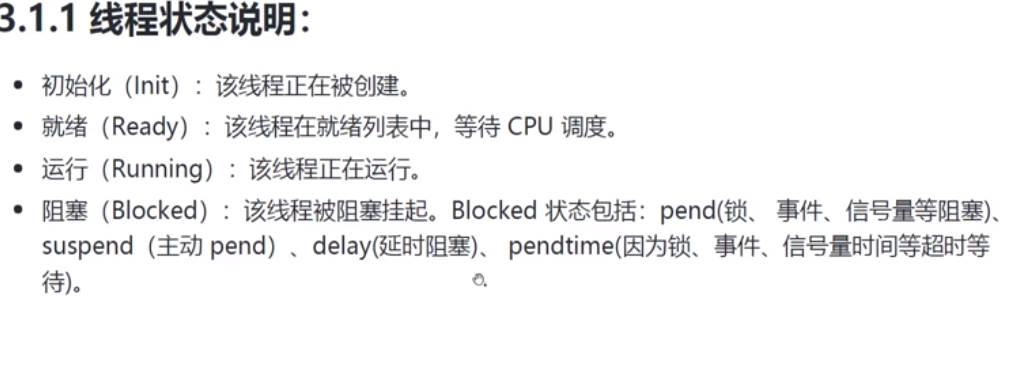 3.1.1 线程状态说明：
• 初始化（Init）：该线程正在被创建。
• 就绪（Ready）：该线程在就绪列表中，等待 CPU 调度。
• 运行（Running）：该线程正在运行。
• 阻塞（Blocked）：该线程被阻塞挂起。Blocked 状态包括：pend(锁、 事件、信号量等阻塞)、
suspend（主动 pend）、delay(延时阻塞)、 pendtime(因为锁、事件、信号量时间等超时等
待)。